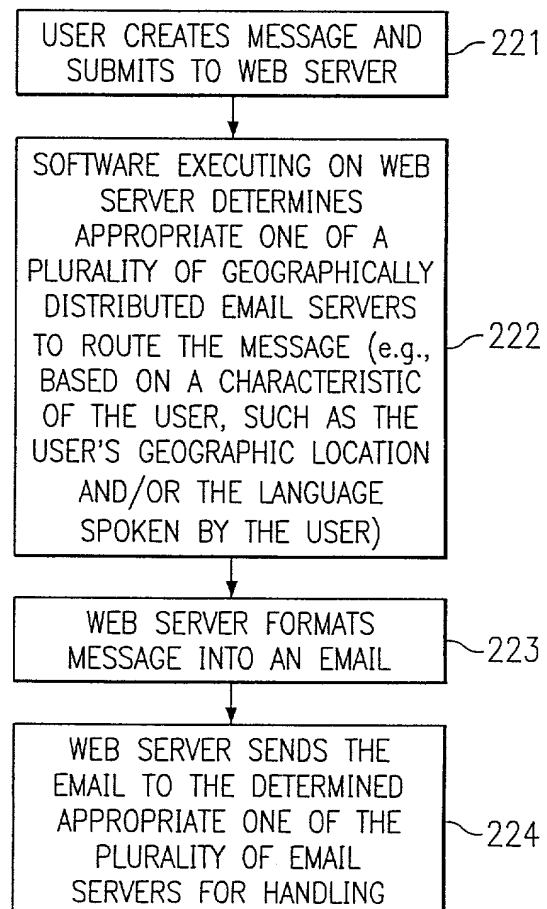 USER CREATES MESSAGE AND
SUBMITS TO WEB SERVER
221
SOFTWARE EXECUTING ON WEB
SERVER DETERMINES
APPROPRIATE ONE OF A
PLURALITY OF GEOGRAPHICALLY
DISTRIBUTED EMAIL SERVERS
TO ROUTE THE MESSAGE (e.g.,
BASED ON A CHARACTERISTIC
OF THE USER, SUCH AS THE
USER'S GEOGRAPHIC LOCATION
AND/OR THE LANGUAGE
SPOKEN BY THE USER)
222
WEB SERVER FORMATS
MESSAGE INTO AN EMAIL
223
WEB SERVER SENDS THE
EMAIL TO THE DETERMINED
APPROPRIATE ONE OF THE
PLURALITY OF EMAIL
SERVERS FOR HANDLING
224